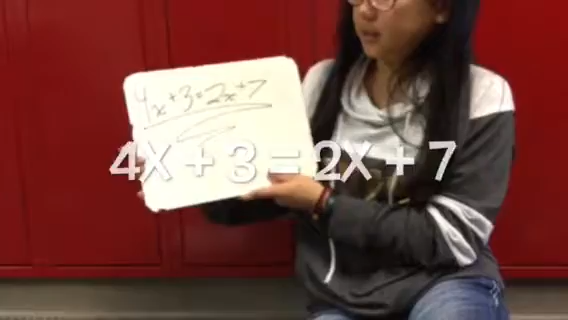 4x+3=2x+7
4X + 3 = 2X + 7